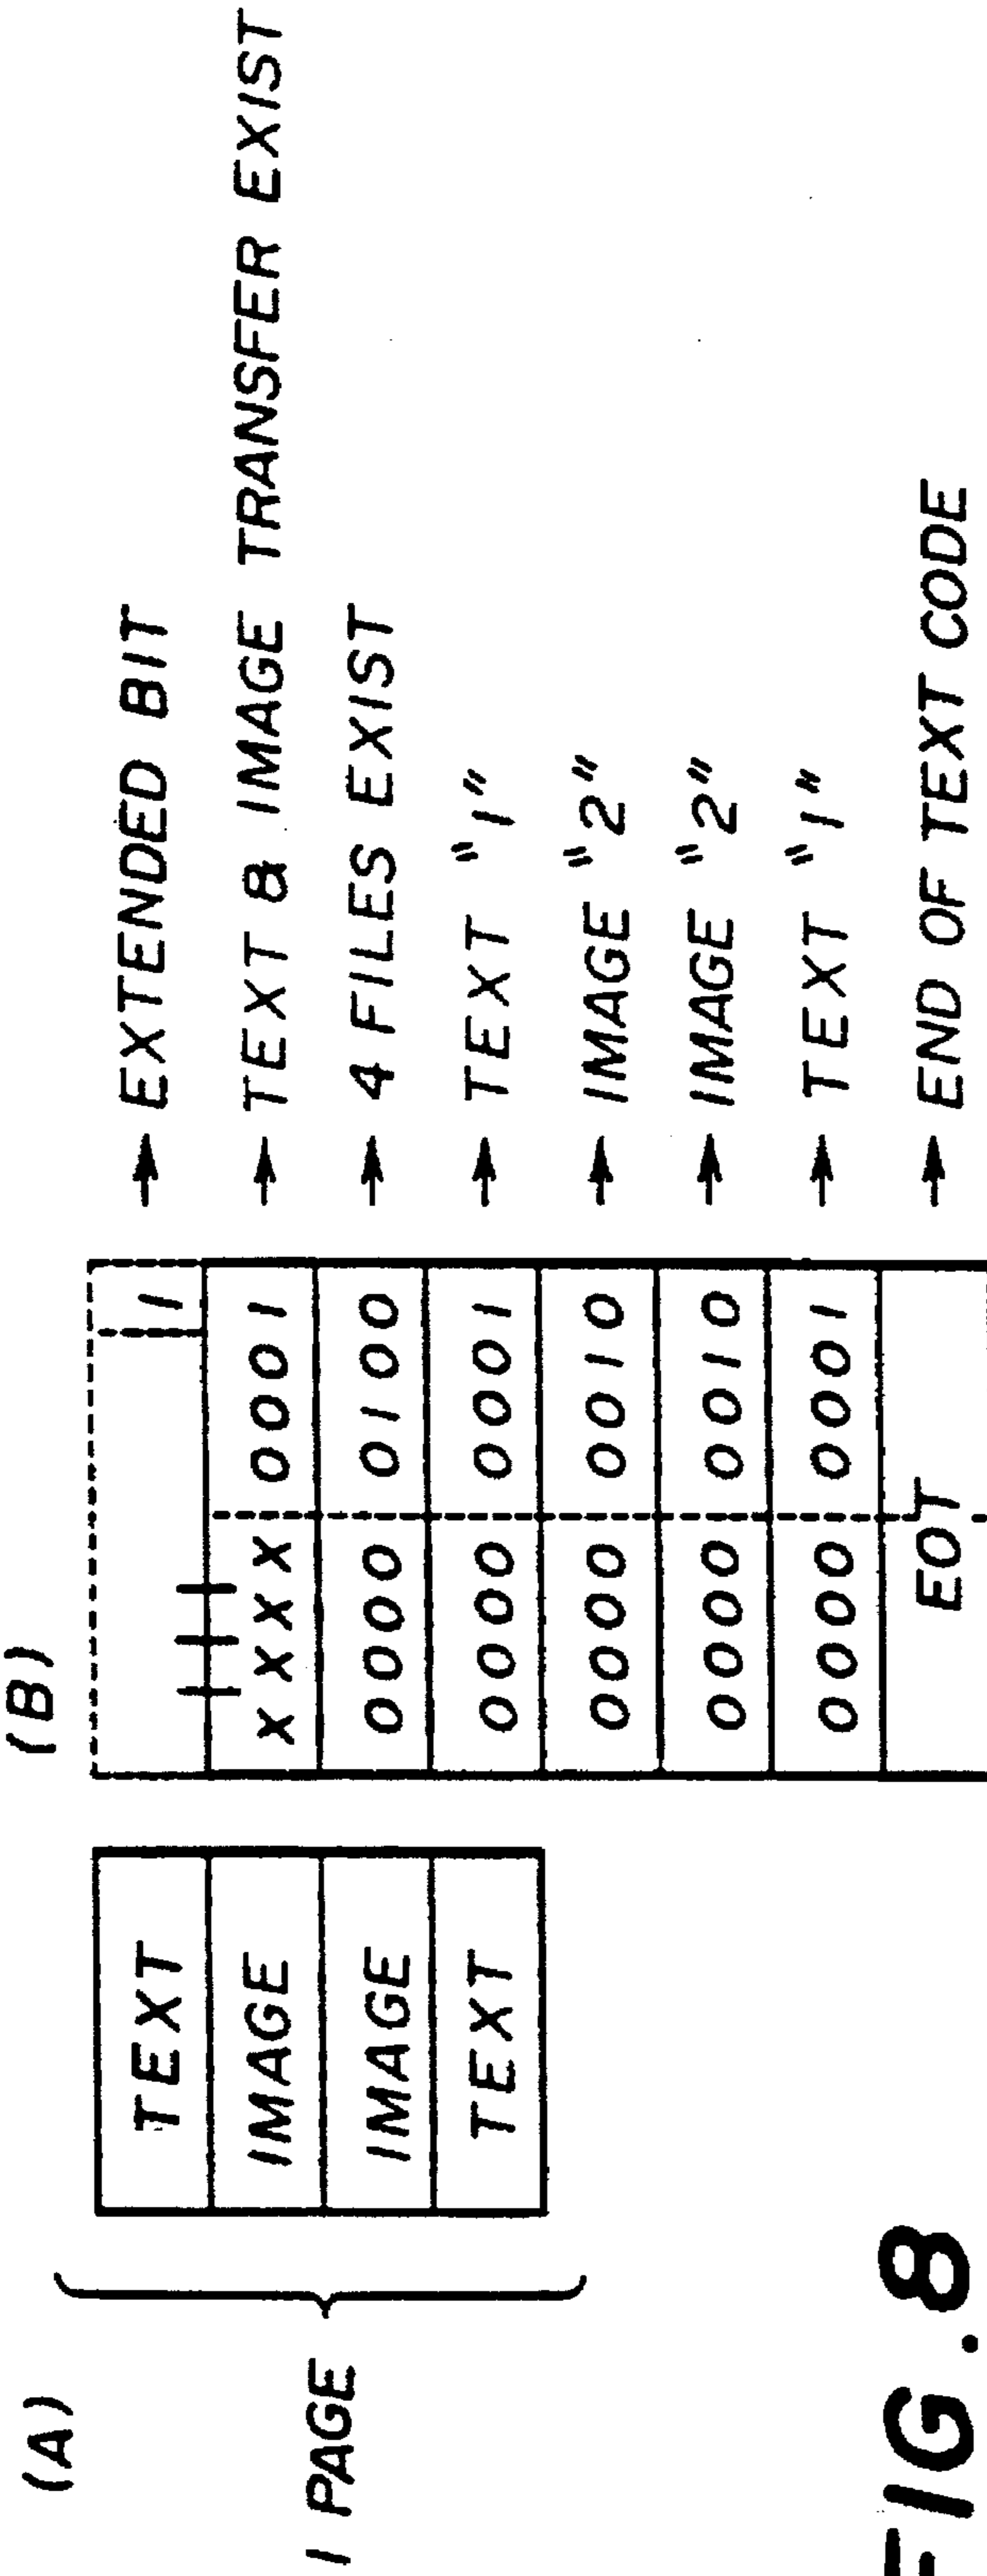 (A)
1 PAGE
TEXT
IMAGE
IMAGE
TEXT
(B)
1 → EXTENDED BIT
XXXX 0001 → TEXT & IMAGE TRANSFER EXIST
0000 0100 → 4 FILES EXIST
0000 0001 → TEXT "1"
0000 0010 → IMAGE "2"
0000 0010 → IMAGE "2"
0000 0001 → TEXT "1"
EOT → END OF TEXT CODE
FIG. 8